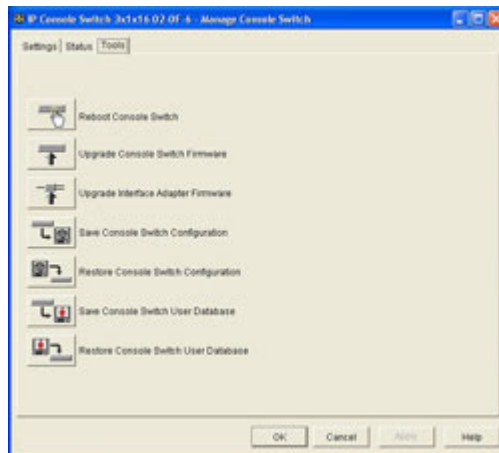 IP Console Switch 3x1x16 02-0F-6 - Manage Console Switch
Settings Status Tools
Reboot Console Switch
Upgrade Console Switch Firmware
Upgrade Interface Adapter Firmware
Save Console Switch Configuration
Restore Console Switch Configuration
Save Console Switch User Database
Restore Console Switch User Database
OK Cancel Apply Help